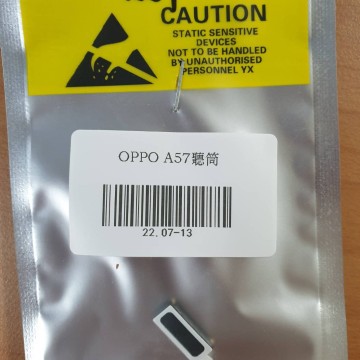 CAUTION
STATIC SENSITIVE
DEVICES
NOT TO BE HANDLED
BY UNAUTHORISED
PERSONNEL YX
OPPO A57聽筒
22.07-13